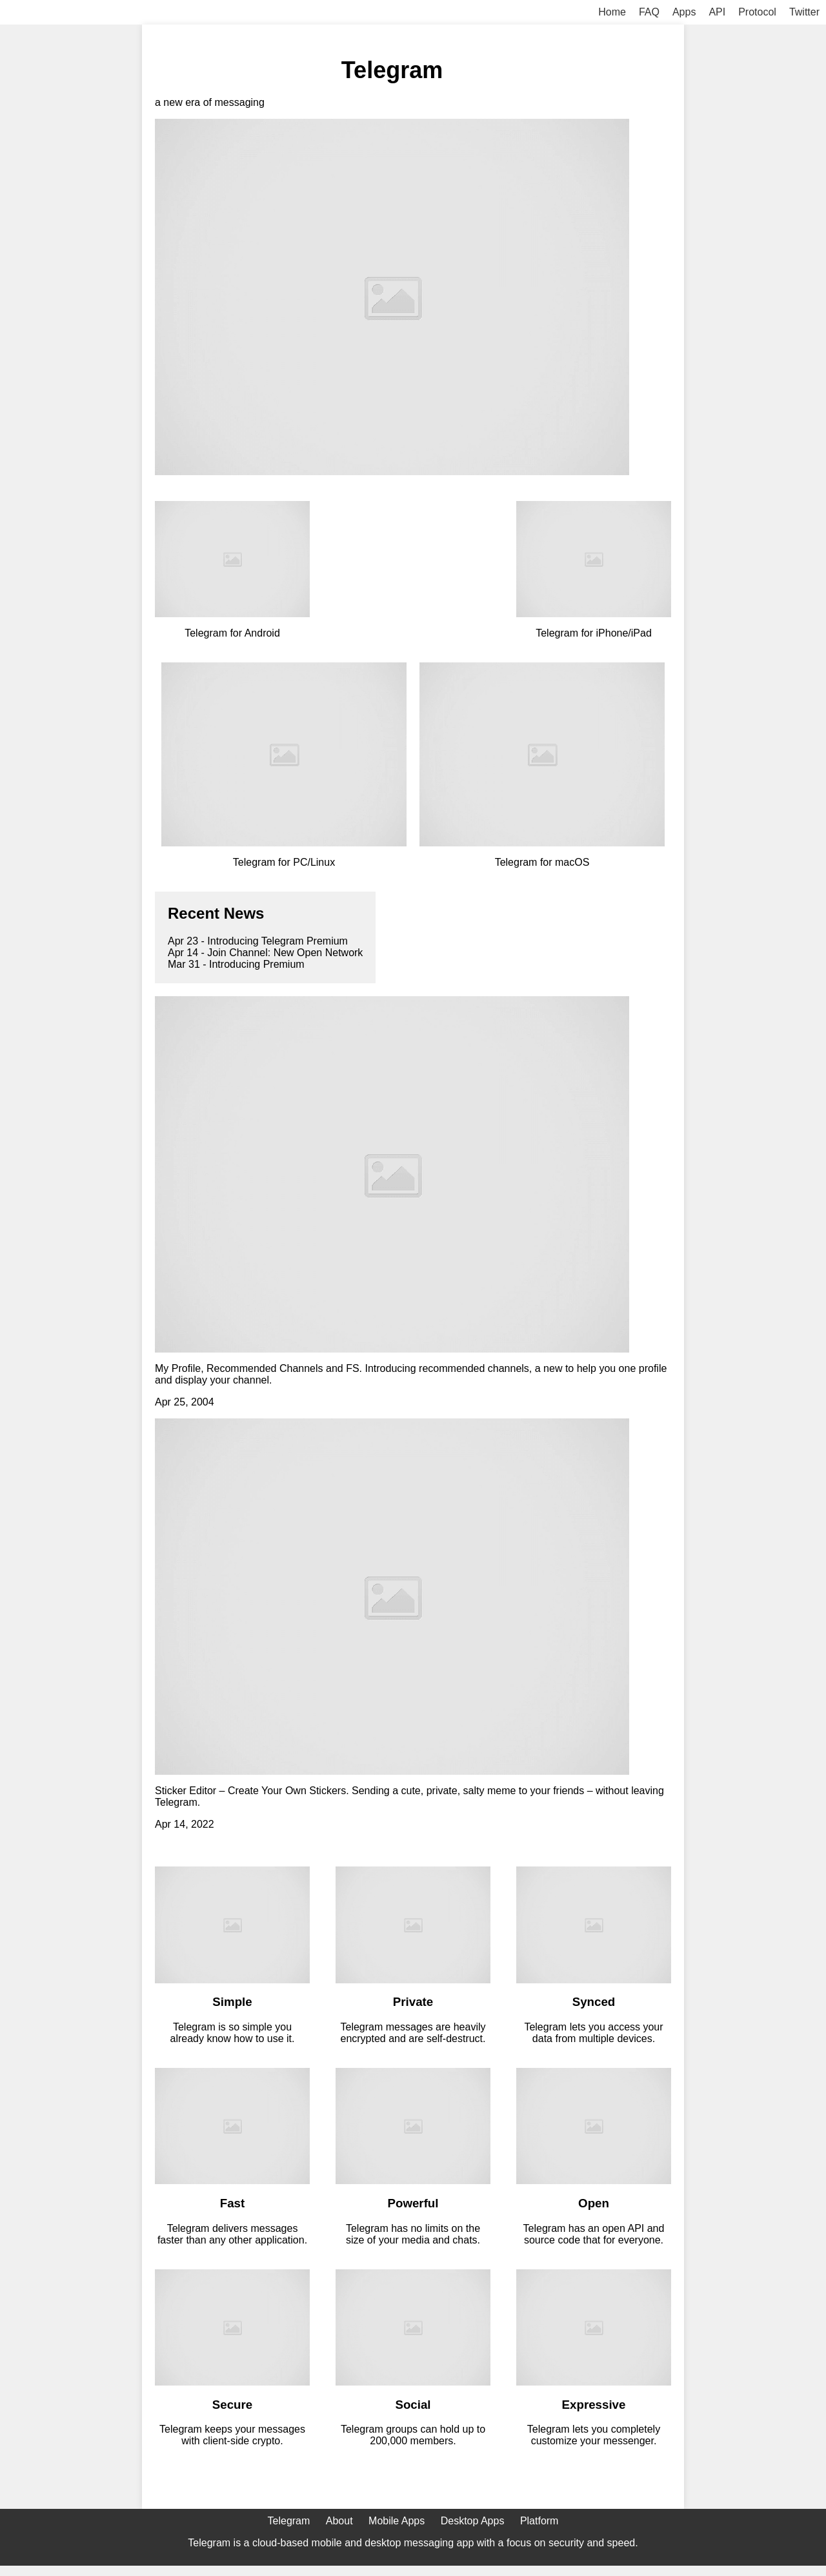 Home FAQ Apps API Protocol Twitter
Telegram
a new era of messaging
Telegram for Android
Telegram for iPhone/iPad
Telegram for PC/Linux
Telegram for macOS
Recent News
Apr 23 - Introducing Telegram Premium
Apr 14 - Join Channel: New Open Network
Mar 31 - Introducing Premium
My Profile, Recommended Channels and FS. Introducing recommended channels, a new to help you one profile
and display your channel.
Apr 25, 2004
Sticker Editor – Create Your Own Stickers. Sending a cute, private, salty meme to your friends – without leaving
Telegram.
Apr 14, 2022
Simple
Telegram is so simple you
already know how to use it.
Private
Telegram messages are heavily
encrypted and are self-destruct.
Synced
Telegram lets you access your
data from multiple devices.
Fast
Telegram delivers messages
faster than any other application.
Powerful
Telegram has no limits on the
size of your media and chats.
Open
Telegram has an open API and
source code that for everyone.
Secure
Telegram keeps your messages
with client-side crypto.
Social
Telegram groups can hold up to
200,000 members.
Expressive
Telegram lets you completely
customize your messenger.
Telegram About Mobile Apps Desktop Apps Platform
Telegram is a cloud-based mobile and desktop messaging app with a focus on security and speed.